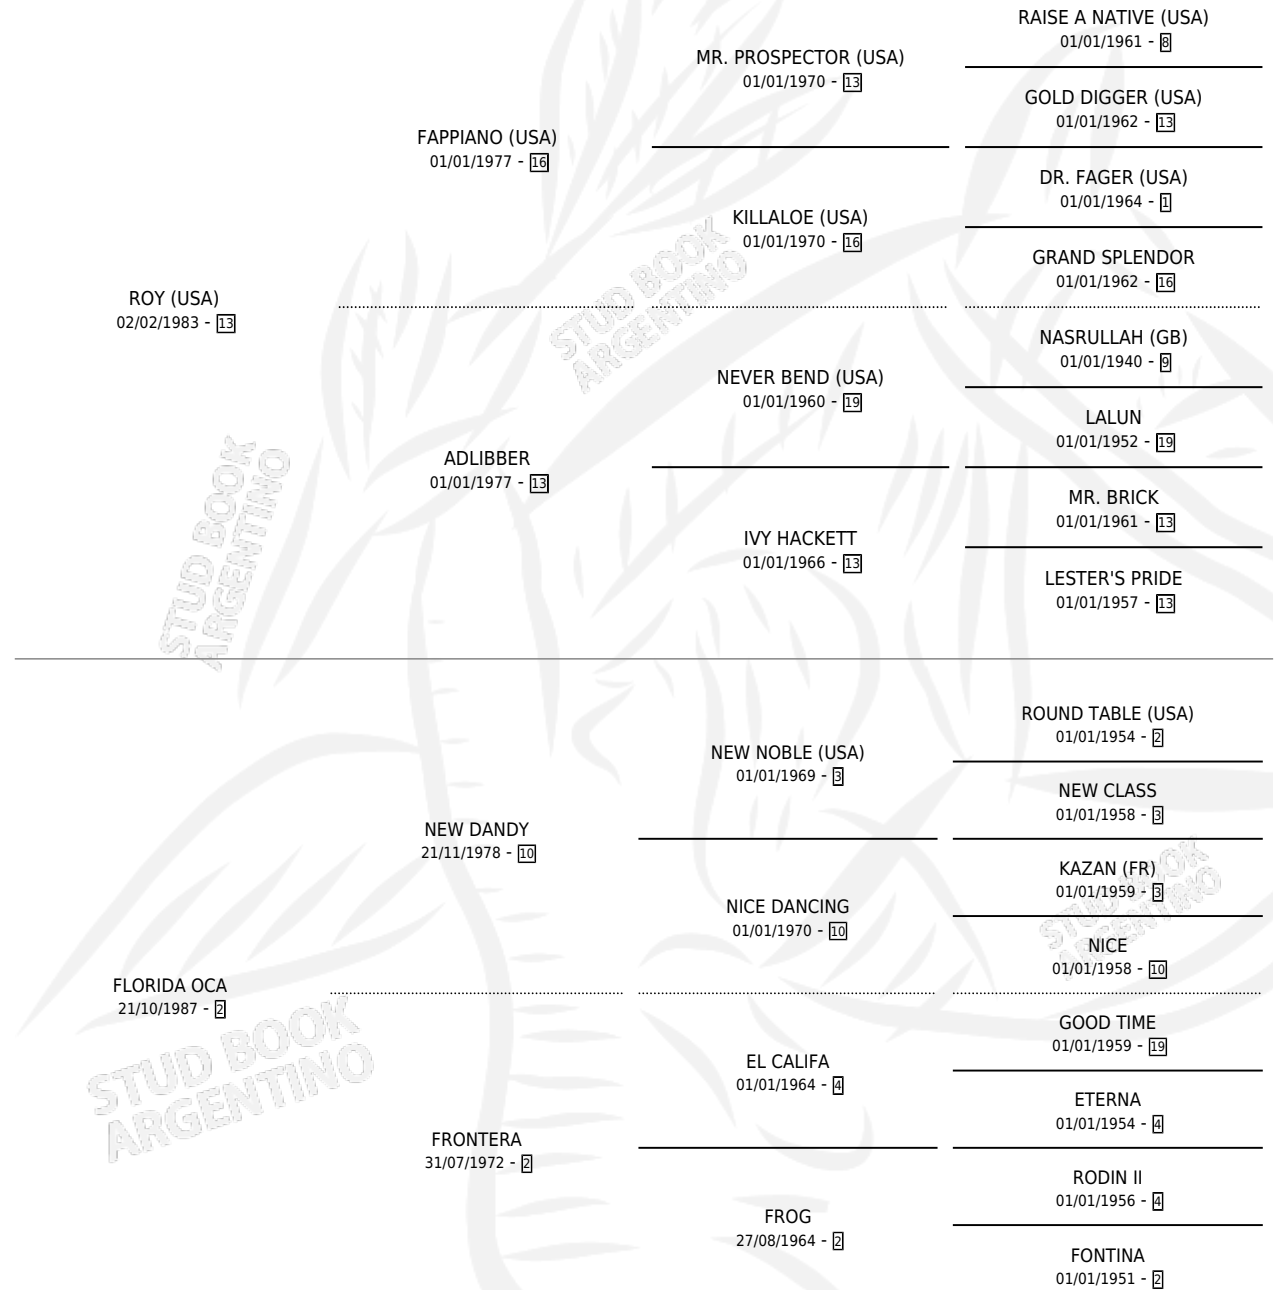 RAISE A NATIVE (USA)
01/01/1961 - 8
MR. PROSPECTOR (USA)
01/01/1970 - 13
GOLD DIGGER (USA)
01/01/1962 - 13
FAPPIANO (USA)
01/01/1977 - 16
DR. FAGER (USA)
01/01/1964 - 1
KILLALOE (USA)
01/01/1970 - 16
GRAND SPLENDOR
01/01/1962 - 16
ROY (USA)
02/02/1983 - 13
NASRULLAH (GB)
01/01/1940 - 9
NEVER BEND (USA)
01/01/1960 - 19
LALUN
01/01/1952 - 19
ADLIBBER
01/01/1977 - 13
MR. BRICK
01/01/1961 - 13
IVY HACKETT
01/01/1966 - 13
LESTER'S PRIDE
01/01/1957 - 13
ROUND TABLE (USA)
01/01/1954 - 2
NEW NOBLE (USA)
01/01/1969 - 3
NEW CLASS
01/01/1958 - 3
NEW DANDY
21/11/1978 - 10
KAZAN (FR)
01/01/1959 - 3
NICE DANCING
01/01/1970 - 10
NICE
01/01/1958 - 10
FLORIDA OCA
21/10/1987 - 2
GOOD TIME
01/01/1959 - 19
EL CALIFA
01/01/1964 - 4
ETERNA
01/01/1954 - 4
FRONTERA
31/07/1972 - 2
RODIN II
01/01/1956 - 4
FROG
27/08/1964 - 2
FONTINA
01/01/1951 - 2
STUD BOOK
ARGENTINO
STUD BOOK
ARGENTINO
STUD BOOK
ARGENTINO
STUD BOOK
ARGENTINO